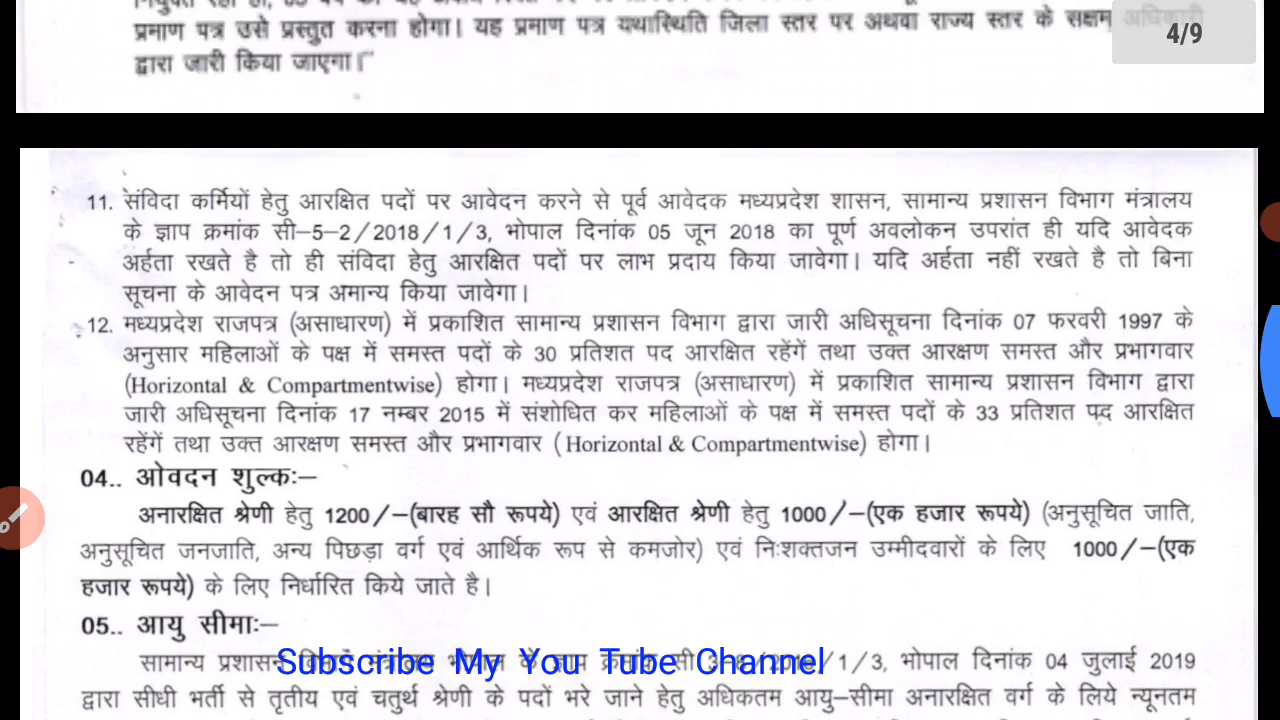 प्रमाण पत्र उसे प्रस्तुत करना होगा। यह प्रमाण पत्र यथास्थिति जिला स्तर पर अथवा राज्य स्तर के सक्षम अधिकारी
4/9
द्वारा जारी किया जाएगा।"
11. संविदा कर्मियों हेतु आरक्षित पदों पर आवेदन करने से पूर्व आवेदक मध्यप्रदेश शासन, सामान्य प्रशासन विभाग मंत्रालय
के ज्ञाप क्रमांक सी–5–2/2018/1/3, भोपाल दिनांक 05 जून 2018 का पूर्ण अवलोकन उपरांत ही यदि आवेदक
अर्हता रखते है तो ही संविदा हेतु आरक्षित पदों पर लाभ प्रदाय किया जावेगा। यदि अर्हता नहीं रखते है तो बिना
सूचना के आवेदन पत्र अमान्य किया जावेगा।
12. मध्यप्रदेश राजपत्र (असाधारण) में प्रकाशित सामान्य प्रशासन विभाग द्वारा जारी अधिसूचना दिनांक 07 फरवरी 1997 के
अनुसार महिलाओं के पक्ष में समस्त पदों के 30 प्रतिशत पद आरक्षित रहेंगें तथा उक्त आरक्षण समस्त और प्रभागवार
(Horizontal & Compartmentwise) होगा। मध्यप्रदेश राजपत्र (असाधारण) में प्रकाशित सामान्य प्रशासन विभाग द्वारा
जारी अधिसूचना दिनांक 17 नम्बर 2015 में संशोधित कर महिलाओं के पक्ष में समस्त पदों के 33 प्रतिशत पद आरक्षित
रहेंगें तथा उक्त आरक्षण समस्त और प्रभागवार (Horizontal & Compartmentwise) होगा।
04.. ओवदन शुल्कः–
अनारक्षित श्रेणी हेतु 1200/–(बारह सौ रूपये) एवं आरक्षित श्रेणी हेतु 1000/–(एक हजार रूपये) (अनुसूचित जाति,
अनुसूचित जनजाति, अन्य पिछड़ा वर्ग एवं आर्थिक रूप से कमजोर) एवं निःशक्तजन उम्मीदवारों के लिए 1000/–(एक
हजार रूपये) के लिए निर्धारित किये जाते है।
05.. आयु सीमाः–
सामान्य प्रशासन विभाग मंत्रालय भोपाल के ज्ञाप क्रमांक सी /1/3, भोपाल दिनांक 04 जुलाई 2019
Subscribe My You Tube Channel
द्वारा सीधी भर्ती से तृतीय एवं चतुर्थ श्रेणी के पदों भरे जाने हेतु अधिकतम आयु–सीमा अनारक्षित वर्ग के लिये न्यूनतम